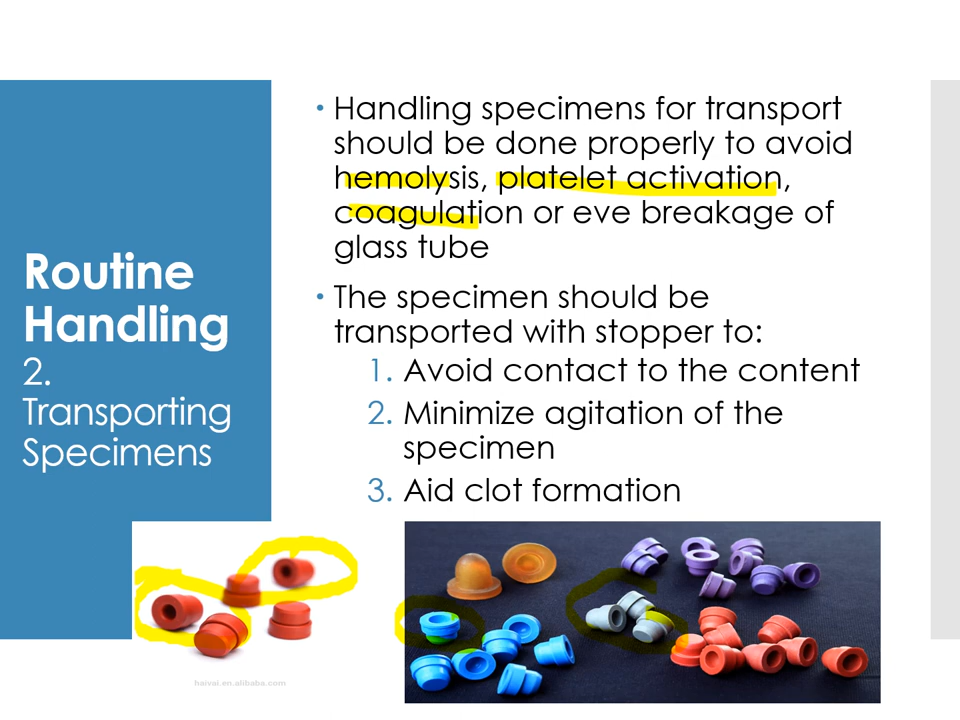 Routine
Handling
2.
Transporting
Specimens
• Handling specimens for transport
should be done properly to avoid
hemolysis, platelet activation,
coagulation or eve breakage of
glass tube
• The specimen should be
transported with stopper to:
1. Avoid contact to the content
2. Minimize agitation of the
specimen
3. Aid clot formation
haixai.en.alibaba.com